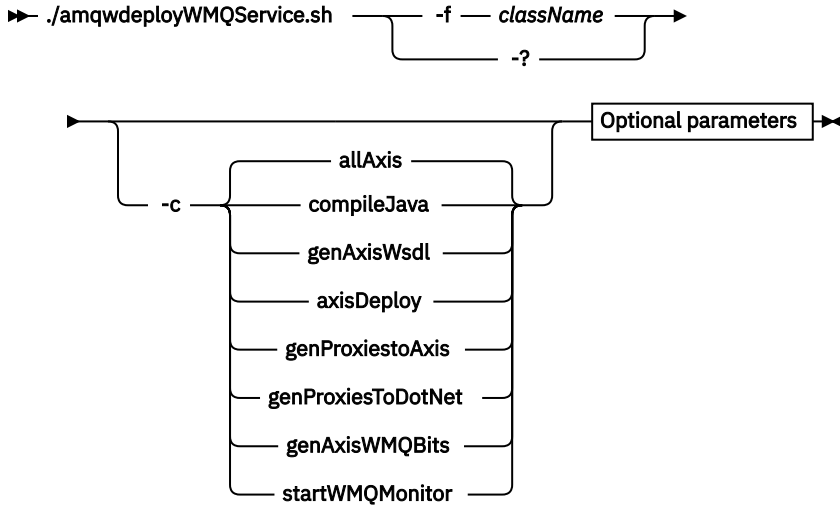 ./amqwdeployWMQService.sh -f className
-?
Optional parameters
allAxis
-c compileJava
genAxisWsdl
axisDeploy
genProxiestoAxis
genProxiesToDotNet
genAxisWMQBits
startWMQMonitor